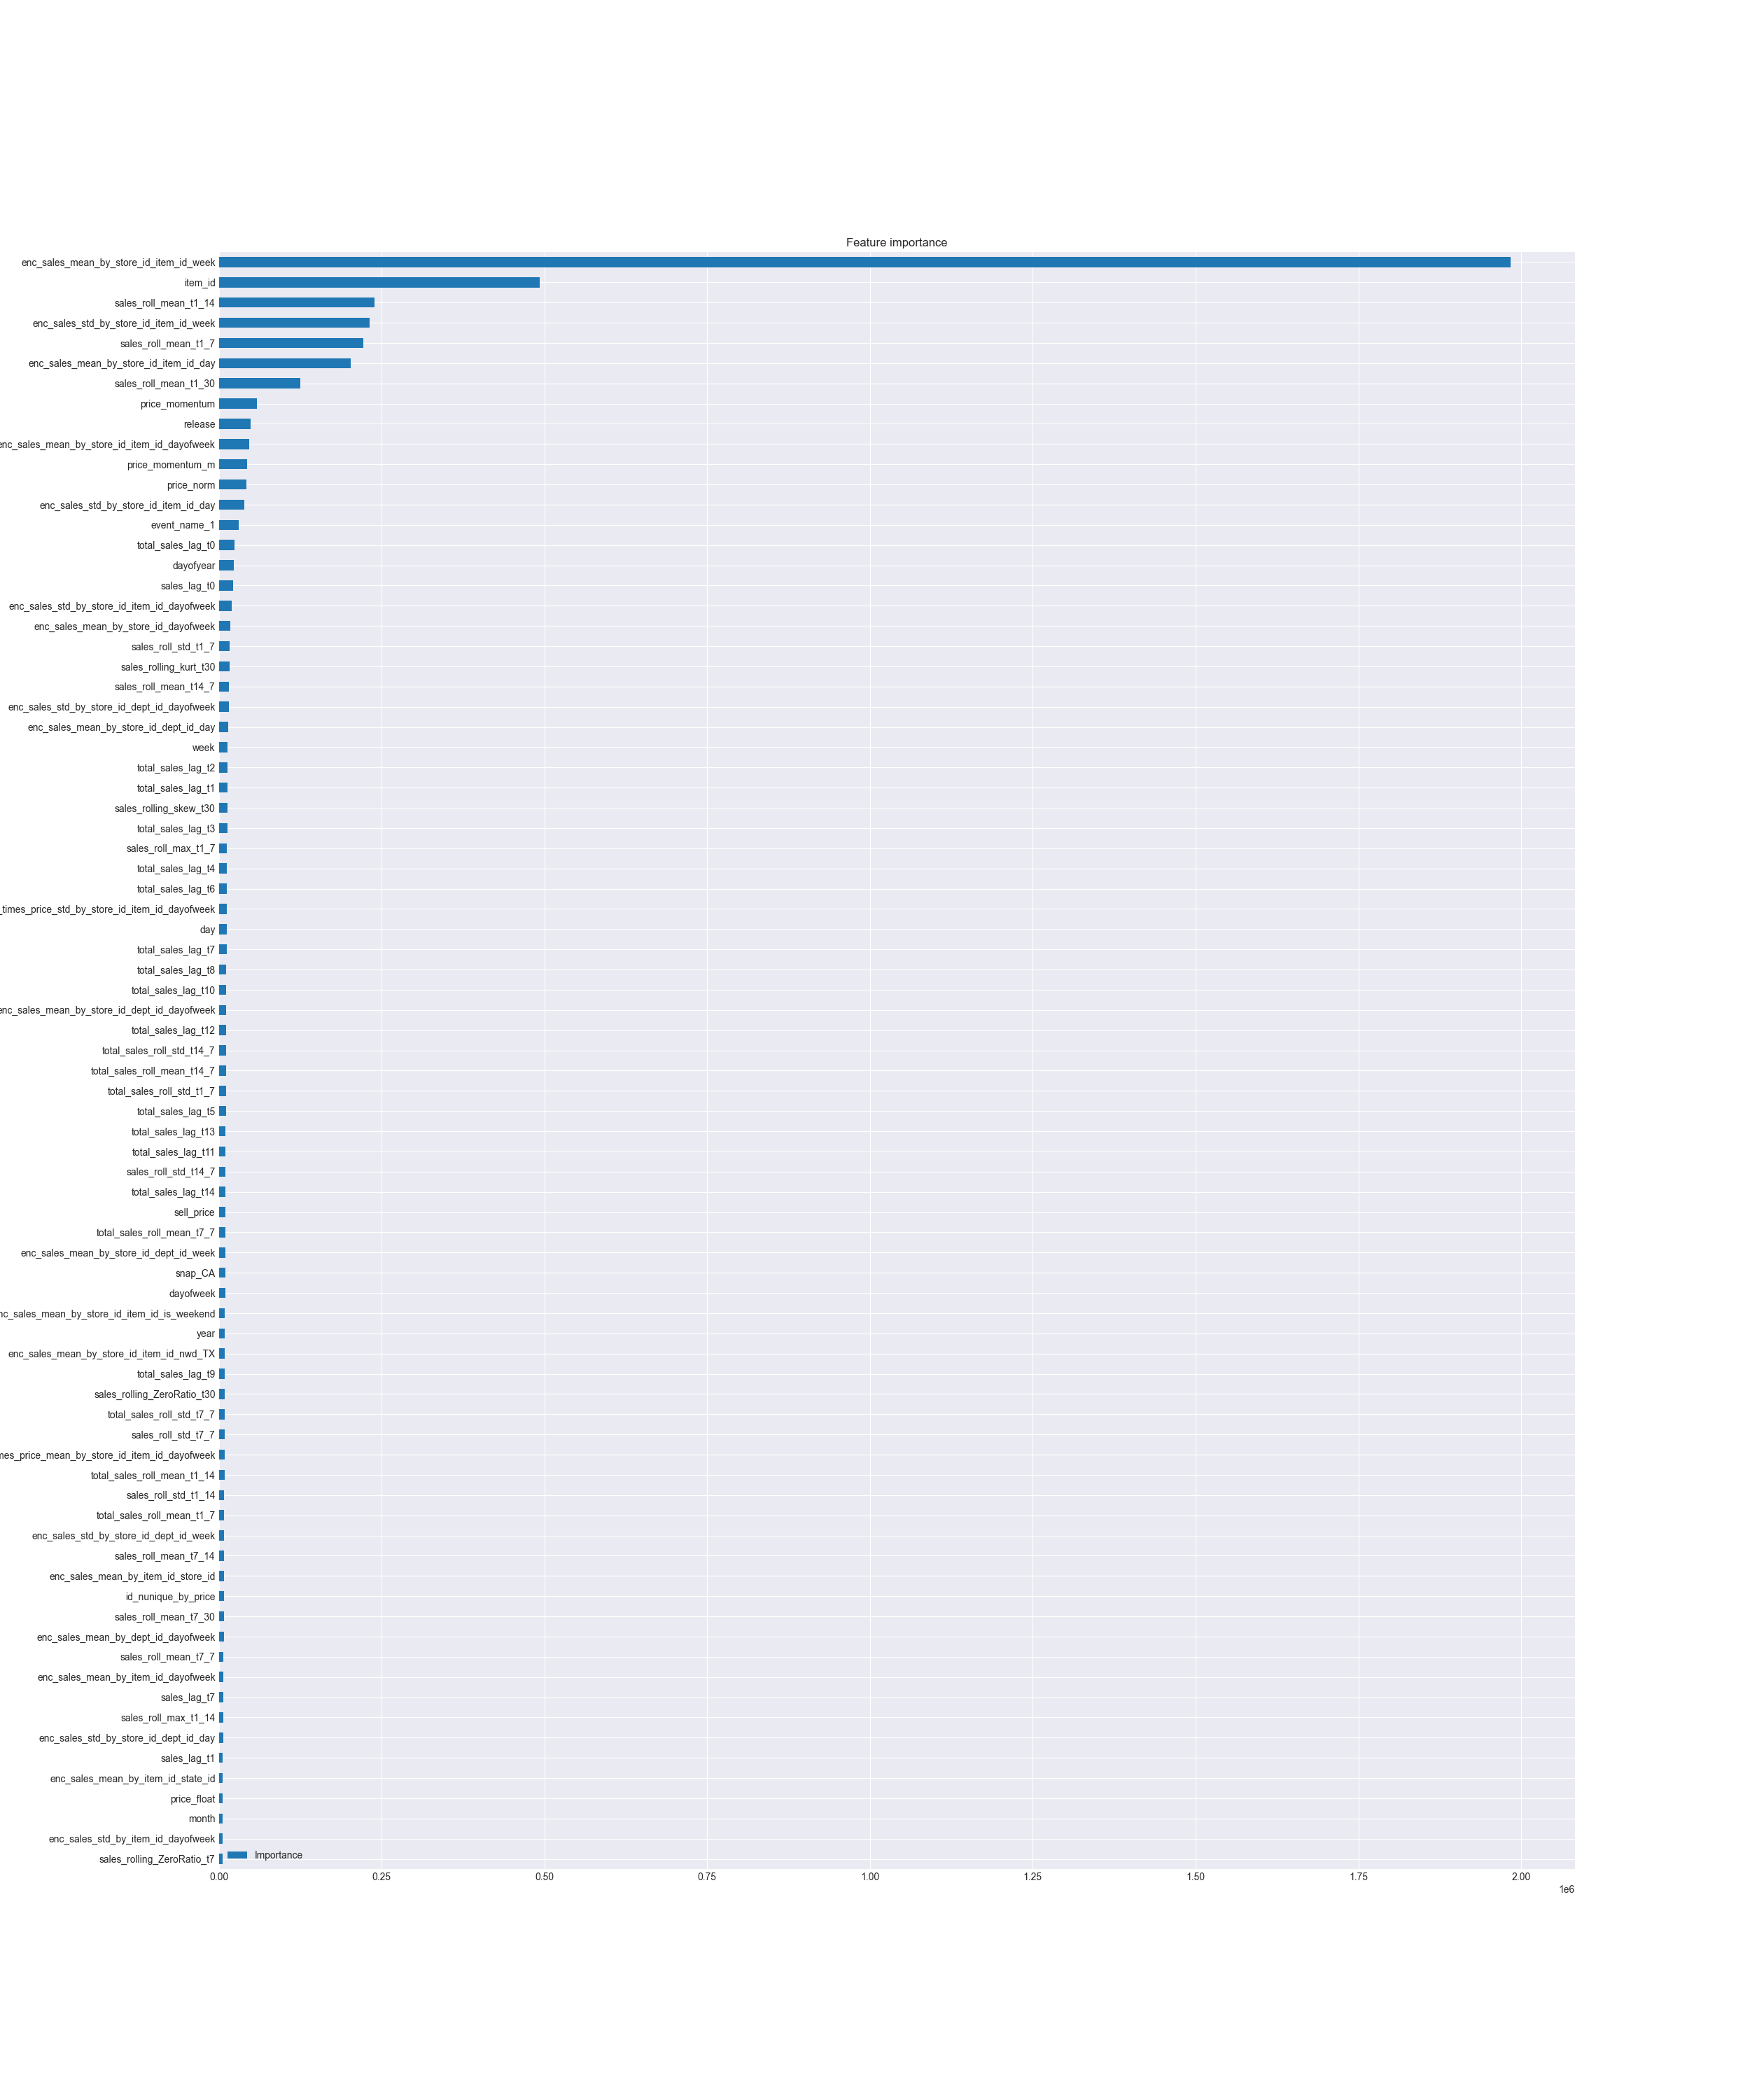 Feature importance
enc_sales_mean_by_store_id_item_id_week
item_id
sales_roll_mean_t1_14
enc_sales_std_by_store_id_item_id_week
sales_roll_mean_t1_7
enc_sales_mean_by_store_id_item_id_day
sales_roll_mean_t1_30
price_momentum
release
enc_sales_mean_by_store_id_item_id_dayofweek
price_momentum_m
price_norm
enc_sales_std_by_store_id_item_id_day
event_name_1
total_sales_lag_t0
dayofyear
sales_lag_t0
enc_sales_std_by_store_id_item_id_dayofweek
enc_sales_mean_by_store_id_dayofweek
sales_roll_std_t1_7
sales_rolling_kurt_t30
sales_roll_mean_t14_7
enc_sales_std_by_store_id_dept_id_dayofweek
enc_sales_mean_by_store_id_dept_id_day
week
total_sales_lag_t2
total_sales_lag_t1
sales_rolling_skew_t30
total_sales_lag_t3
sales_roll_max_t1_7
total_sales_lag_t4
total_sales_lag_t6
_times_price_std_by_store_id_item_id_dayofweek
day
total_sales_lag_t7
total_sales_lag_t8
total_sales_lag_t10
enc_sales_mean_by_store_id_dept_id_dayofweek
total_sales_lag_t12
total_sales_roll_std_t14_7
total_sales_roll_mean_t14_7
total_sales_roll_std_t1_7
total_sales_lag_t5
total_sales_lag_t13
total_sales_lag_t11
sales_roll_std_t14_7
total_sales_lag_t14
sell_price
total_sales_roll_mean_t7_7
enc_sales_mean_by_store_id_dept_id_week
snap_CA
dayofweek
nc_sales_mean_by_store_id_item_id_is_weekend
year
enc_sales_mean_by_store_id_item_id_nwd_TX
total_sales_lag_t9
sales_rolling_ZeroRatio_t30
total_sales_roll_std_t7_7
sales_roll_std_t7_7
mes_price_mean_by_store_id_item_id_dayofweek
total_sales_roll_mean_t1_14
sales_roll_std_t1_14
total_sales_roll_mean_t1_7
enc_sales_std_by_store_id_dept_id_week
sales_roll_mean_t7_14
enc_sales_mean_by_item_id_store_id
id_nunique_by_price
sales_roll_mean_t7_30
enc_sales_mean_by_dept_id_dayofweek
sales_roll_mean_t7_7
enc_sales_mean_by_item_id_dayofweek
sales_lag_t7
sales_roll_max_t1_14
enc_sales_std_by_store_id_dept_id_day
sales_lag_t1
enc_sales_mean_by_item_id_state_id
price_float
month
enc_sales_std_by_item_id_dayofweek
sales_rolling_ZeroRatio_t7
Importance
0.00 0.25 0.50 0.75 1.00 1.25 1.50 1.75 2.00
1e6